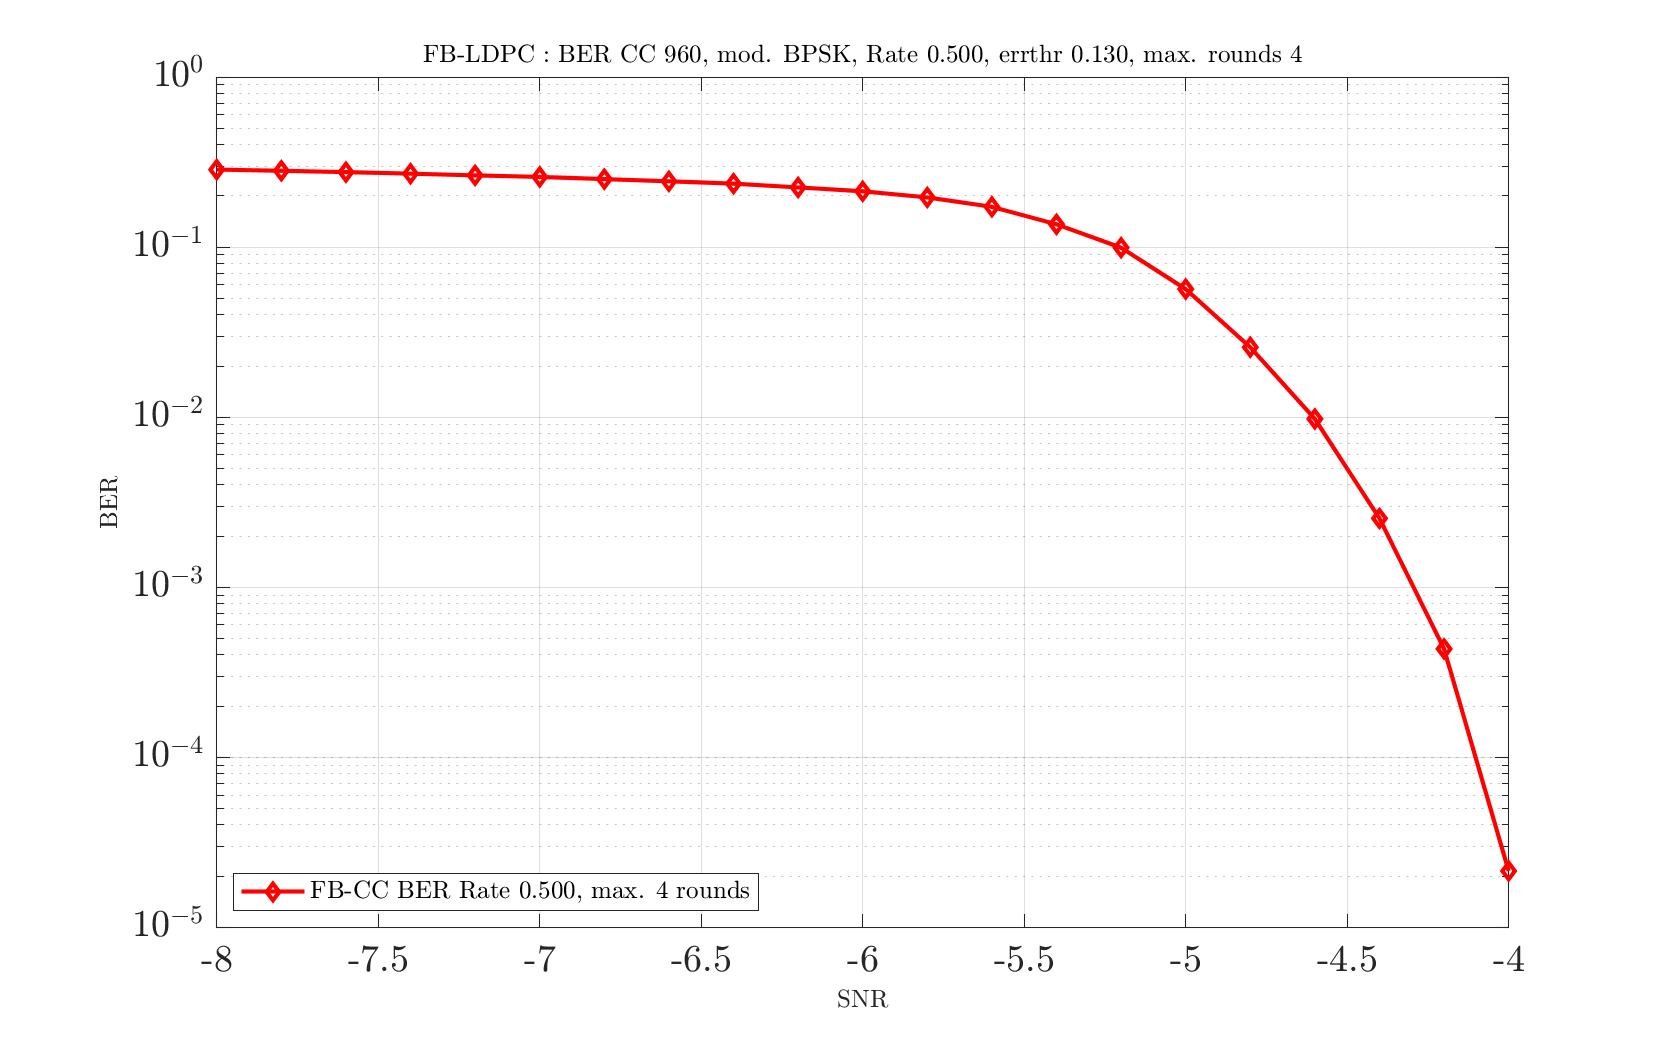 FB-LDPC : BER CC 960, mod. BPSK, Rate 0.500, errthr 0.130, max. rounds 4
10^0
10^-1
10^-2
10^-3
10^-4
10^-5
BER
FB-CC BER Rate 0.500, max. 4 rounds
-8 -7.5 -7 -6.5 -6 -5.5 -5 -4.5 -4
SNR